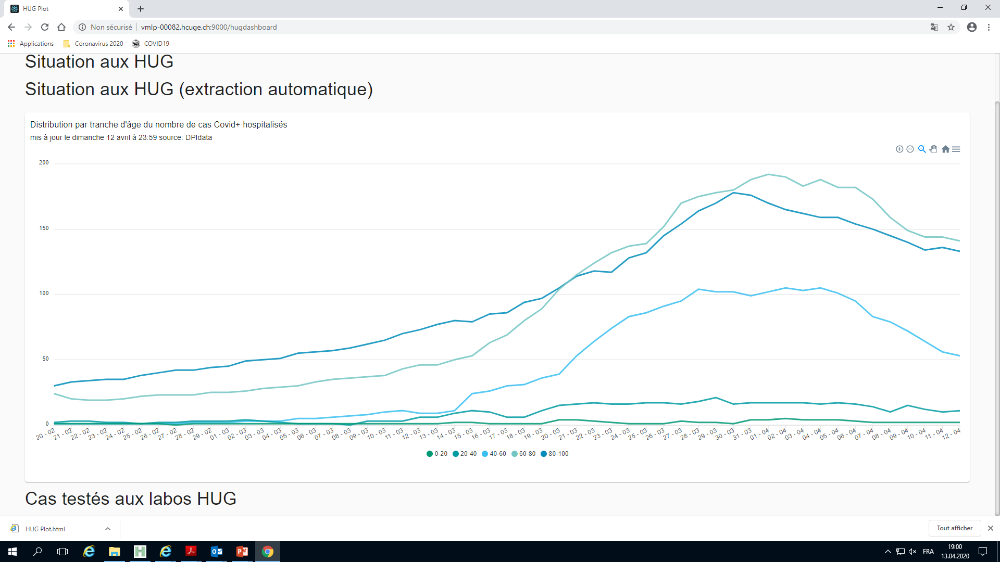 HUG Plot
Non sécurisé vmlp-00082.hcuge.ch:9000/hugdashboard
Applications Coronavirus 2020 COVID19
Situation aux HUG
Situation aux HUG (extraction automatique)
Distribution par tranche d'âge du nombre de cas Covid+ hospitalisés
mis à jour le dimanche 12 avril à 23:59 source: DPIdata
200
150
100
50
0
20 - 02 21 - 02 22 - 02 23 - 02 24 - 02 25 - 02 26 - 02 27 - 02 28 - 02 29 - 02 01 - 03 02 - 03 03 - 03 04 - 03 05 - 03 06 - 03 07 - 03 08 - 03 09 - 03 10 - 03 11 - 03 12 - 03 13 - 03 14 - 03 15 - 03 16 - 03 17 - 03 18 - 03 19 - 03 20 - 03 21 - 03 22 - 03 23 - 03 24 - 03 25 - 03 26 - 03 27 - 03 28 - 03 29 - 03 30 - 03 31 - 03 01 - 04 02 - 04 03 - 04 04 - 04 05 - 04 06 - 04 07 - 04 08 - 04 09 - 04 10 - 04 11 - 04 12 - 04
0-20 20-40 40-60 60-80 80-100
Cas testés aux labos HUG
HUG Plot.html
Tout afficher
FRA
19:00
13.04.2020